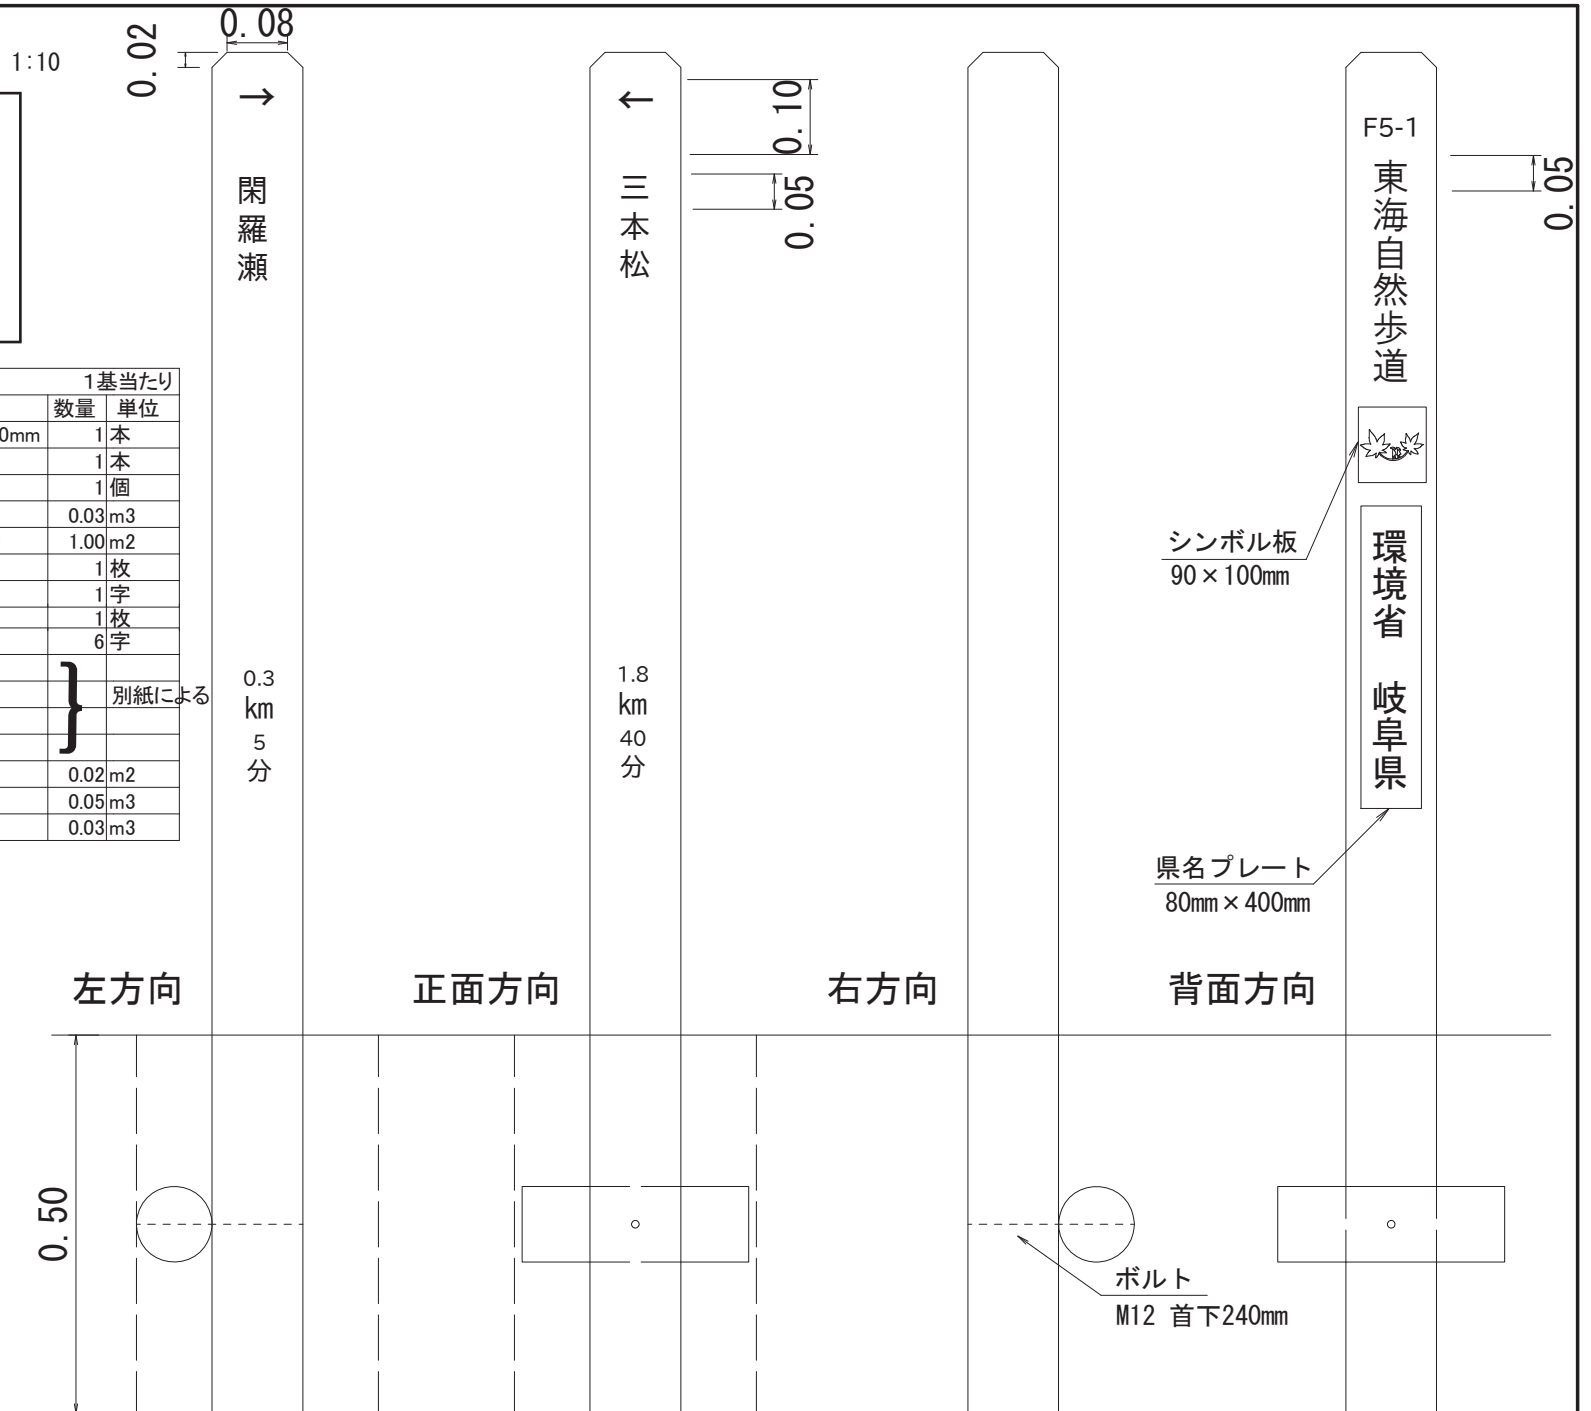 1:10
0.02
0.08
→
閑羅瀬
0.3
km
5
分
←
三本松
1.8
km
40
分
0.10
0.05
F5-1
東海自然歩道
環境省 岐阜県
0.05
シンボル板
90×100mm
県名プレート
80mm×400mm
1基当たり
数量 単位
0mm 1 本
1 本
1 個
0.03 m3
1.00 m2
1 枚
1 字
1 枚
6 字
} 別紙による
0.02 m2
0.05 m3
0.03 m3
左方向 正面方向 右方向 背面方向
0.50
ボルト
M12 首下240mm